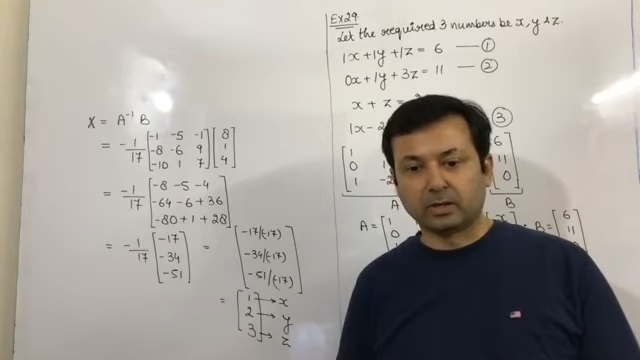 X = A⁻¹ B
= -1/17 [-1 -5 -1; -8 -6 9; -10 1 7] [8; 1; 4]
= -1/17 [-8 -5 -4; -64 -6 +36; -80 +1 +28]
= -1/17 [-17; -34; -51] = [-17/(-17); -34/(-17); -51/(-17)]
= [1; 2; 3] → x → y → z
Ex 29.
Let the required 3 numbers be x, y & z.
1x + 1y + 1z = 6 — ①
0x + 1y + 3z = 11 — ②
x + z =
1x - 2 ③
[1; 0 1; 1 -2 [6; 11; 0]
A B
A = [1; 0 x B = [6; 11